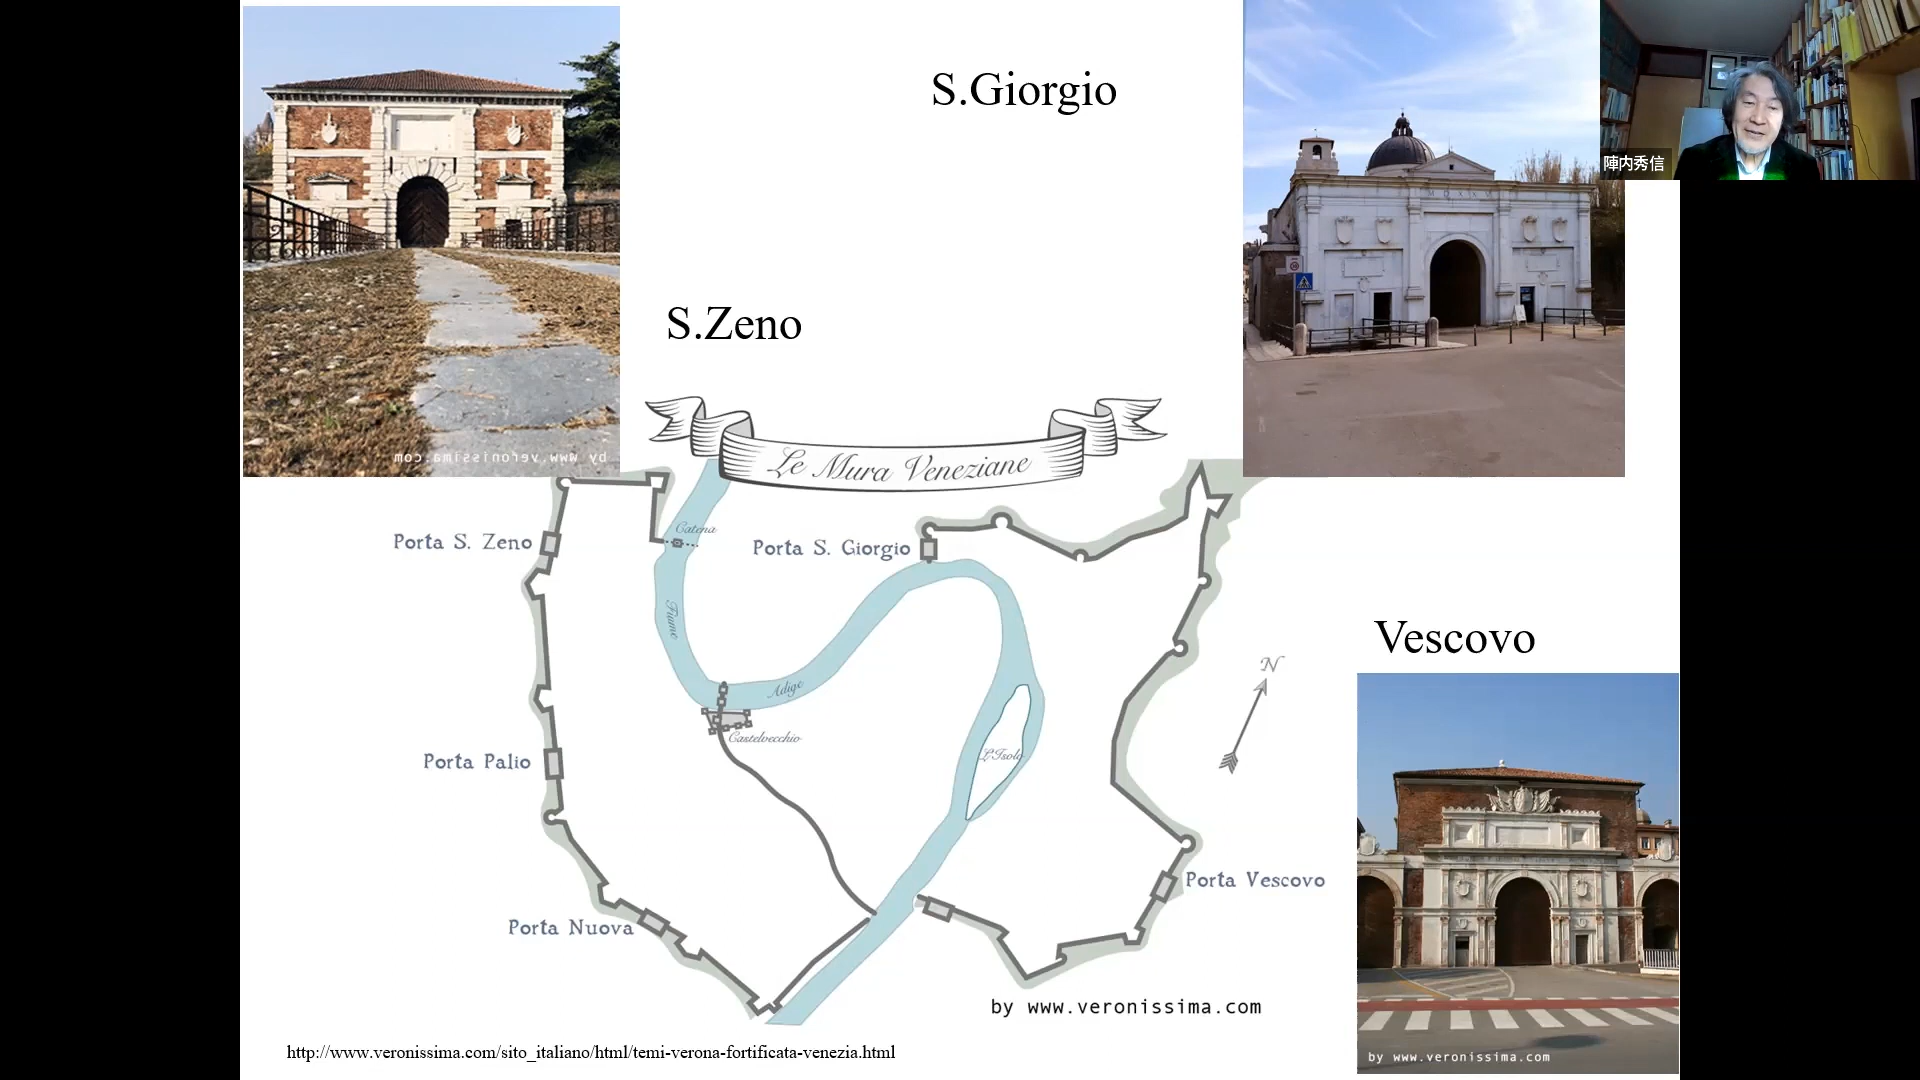 S.Giorgio
陣内秀信
S.Zeno
by www.veronissima.com
Le Mura Veneziane
Catena
Porta S. Zeno
Porta S. Giorgio
Fiume
Vescovo
N
Adige
Castelvecchio
L'Isolo
Porta Palio
Porta Vescovo
Porta Nuova
by www.veronissima.com
http://www.veronissima.com/sito_italiano/html/temi-verona-fortificata-venezia.html
by www.veronissima.com